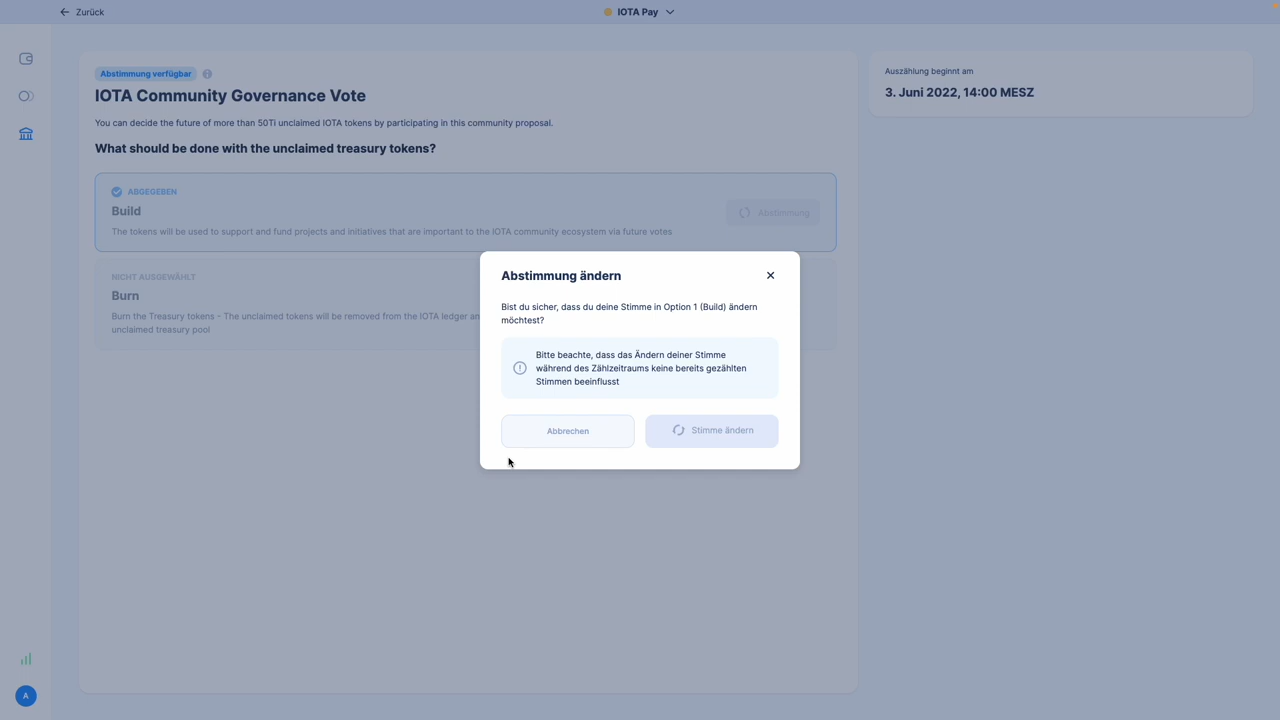 Zurück
IOTA Pay
Abstimmung verfügbar
IOTA Community Governance Vote
You can decide the future of more than 50Ti unclaimed IOTA tokens by participating in this community proposal.
What should be done with the unclaimed treasury tokens?
ABGEGEBEN
Build
The tokens will be used to support and fund projects and initiatives that are important to the IOTA community ecosystem via future votes
Abstimmung
NICHT AUSGEWÄHLT
Burn
Burn the Treasury tokens - The unclaimed tokens will be removed from the IOTA ledger an
unclaimed treasury pool
Auszählung beginnt am
3. Juni 2022, 14:00 MESZ
Abstimmung ändern
Bist du sicher, dass du deine Stimme in Option 1 (Build) ändern
möchtest?
Bitte beachte, dass das Ändern deiner Stimme
während des Zählzeitraums keine bereits gezählten
Stimmen beeinflusst
Abbrechen
Stimme ändern
A